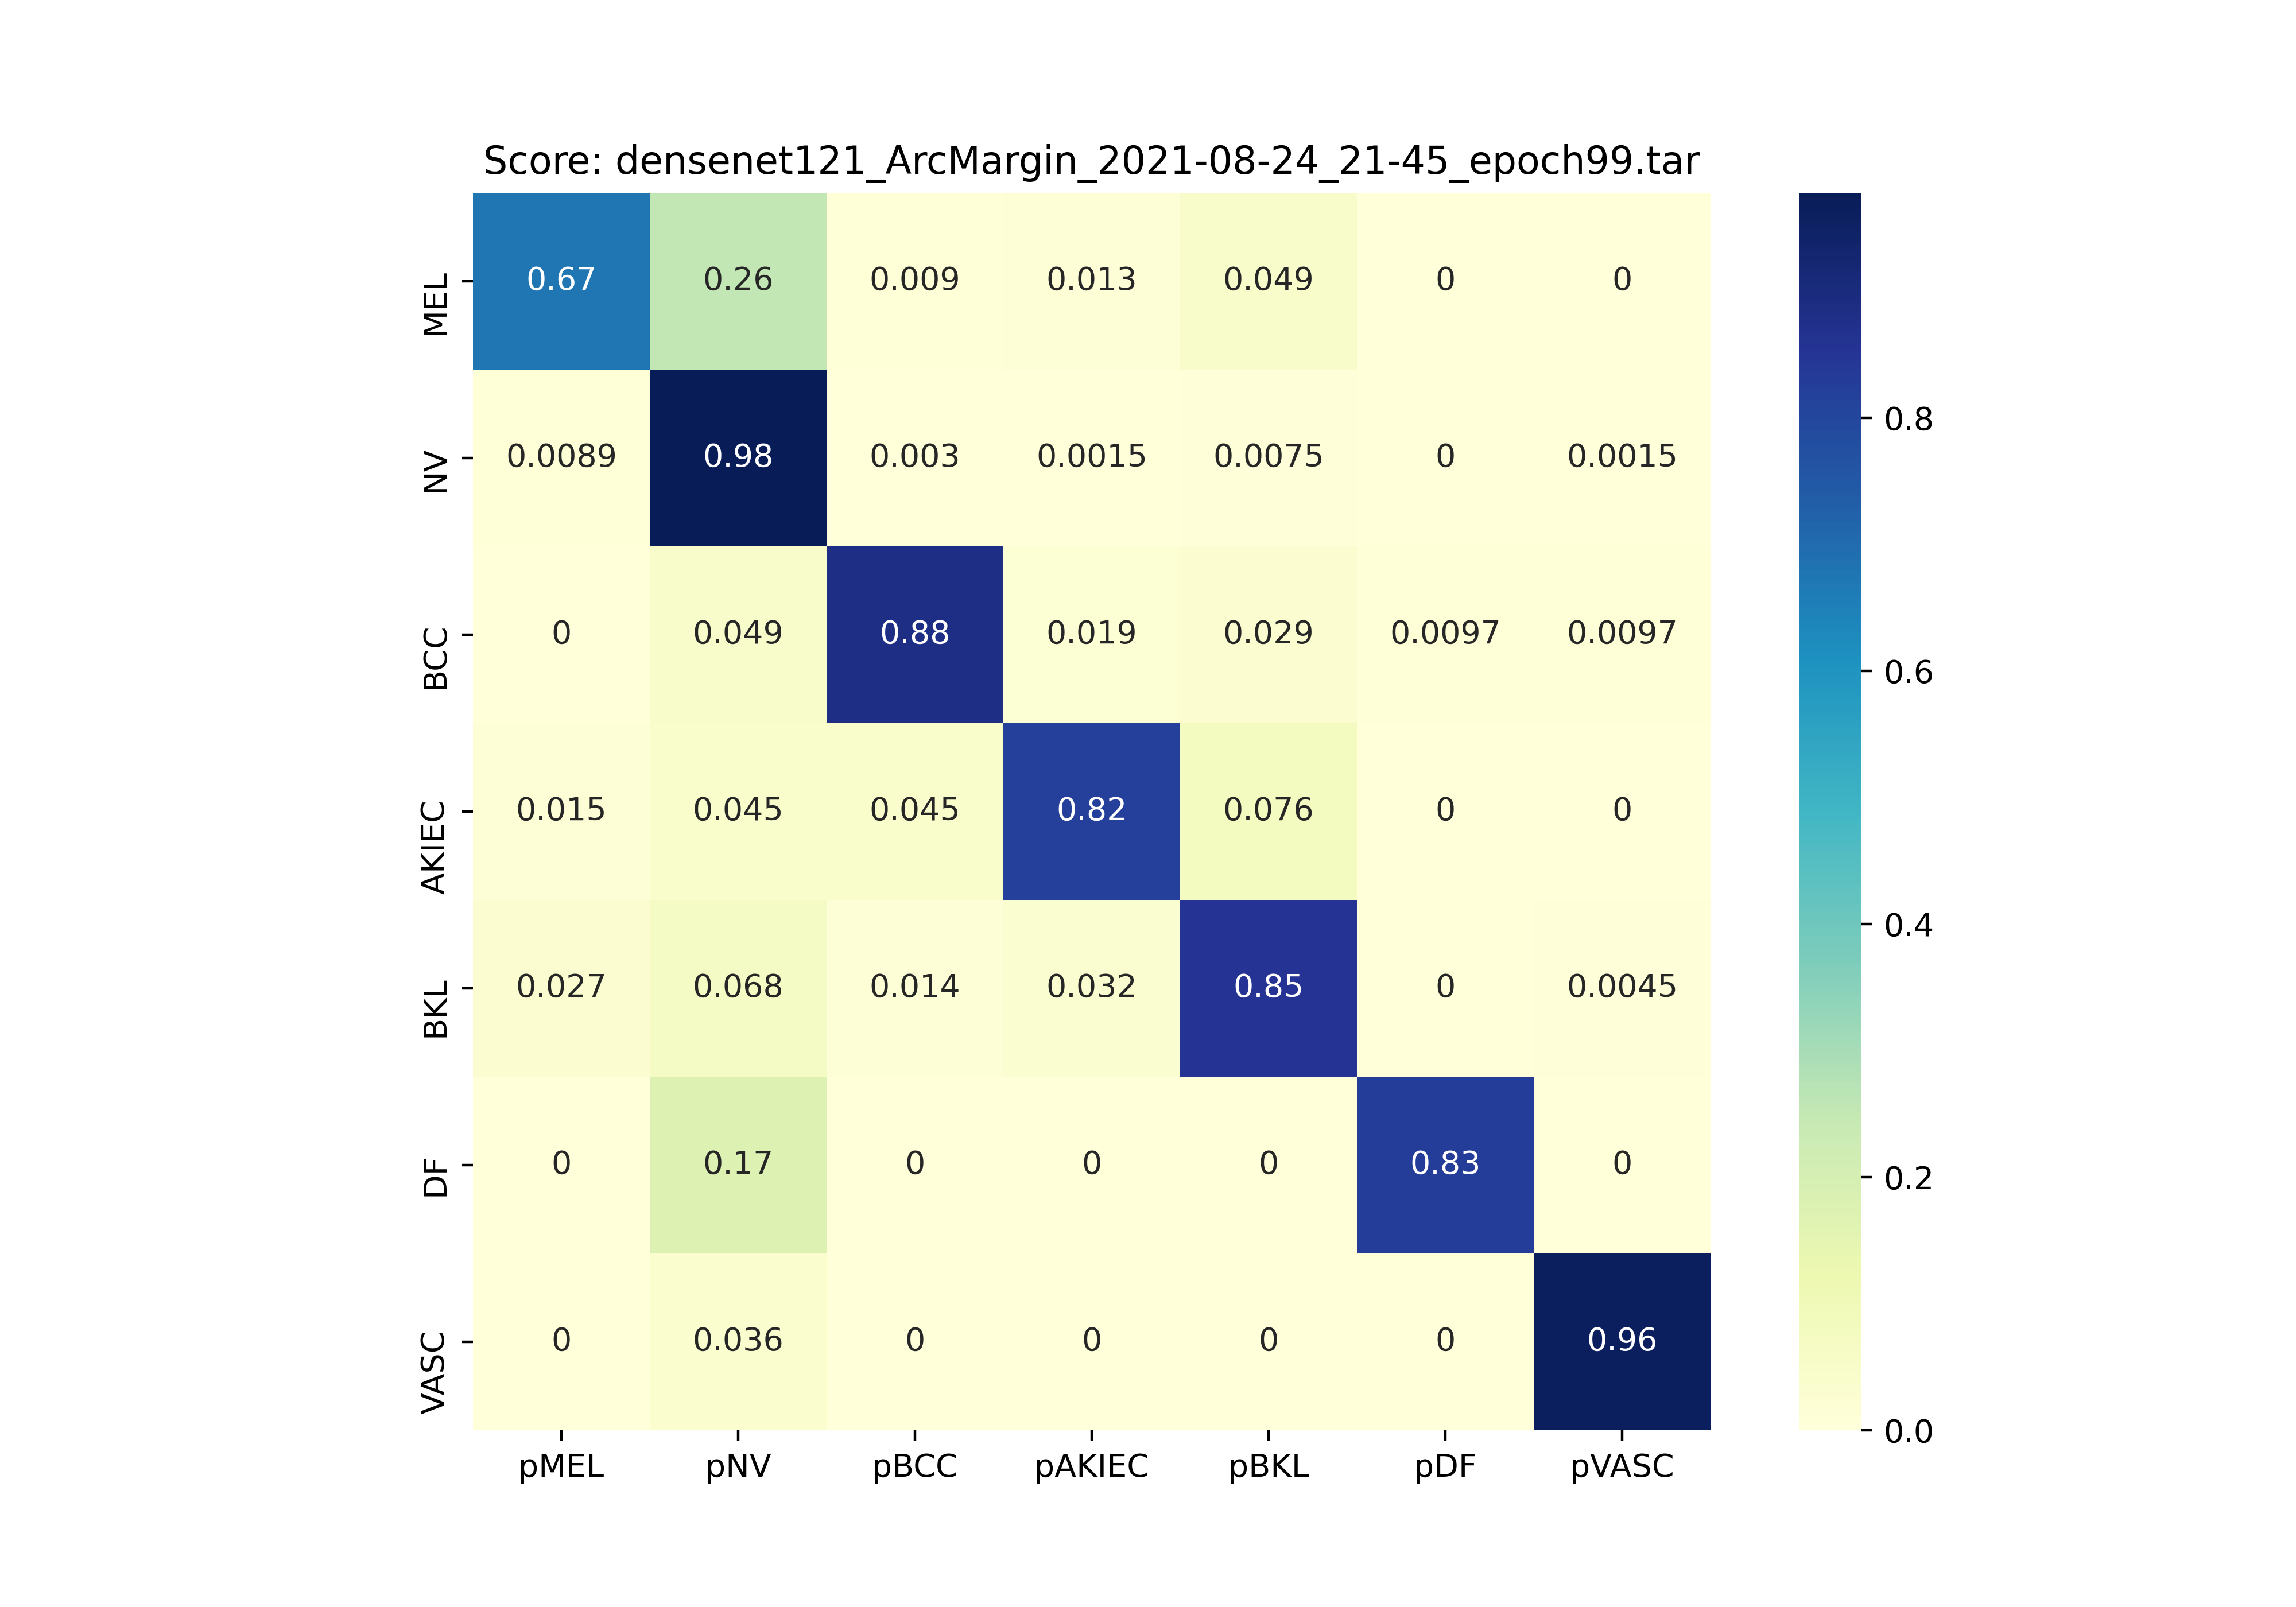 Score: densenet121_ArcMargin_2021-08-24_21-45_epoch99.tar
MEL 0.67 0.26 0.009 0.013 0.049 0 0
NV 0.0089 0.98 0.003 0.0015 0.0075 0 0.0015
BCC 0 0.049 0.88 0.019 0.029 0.0097 0.0097
AKIEC 0.015 0.045 0.045 0.82 0.076 0 0
BKL 0.027 0.068 0.014 0.032 0.85 0 0.0045
DF 0 0.17 0 0 0 0.83 0
VASC 0 0.036 0 0 0 0 0.96
pMEL pNV pBCC pAKIEC pBKL pDF pVASC
0.8
0.6
0.4
0.2
0.0